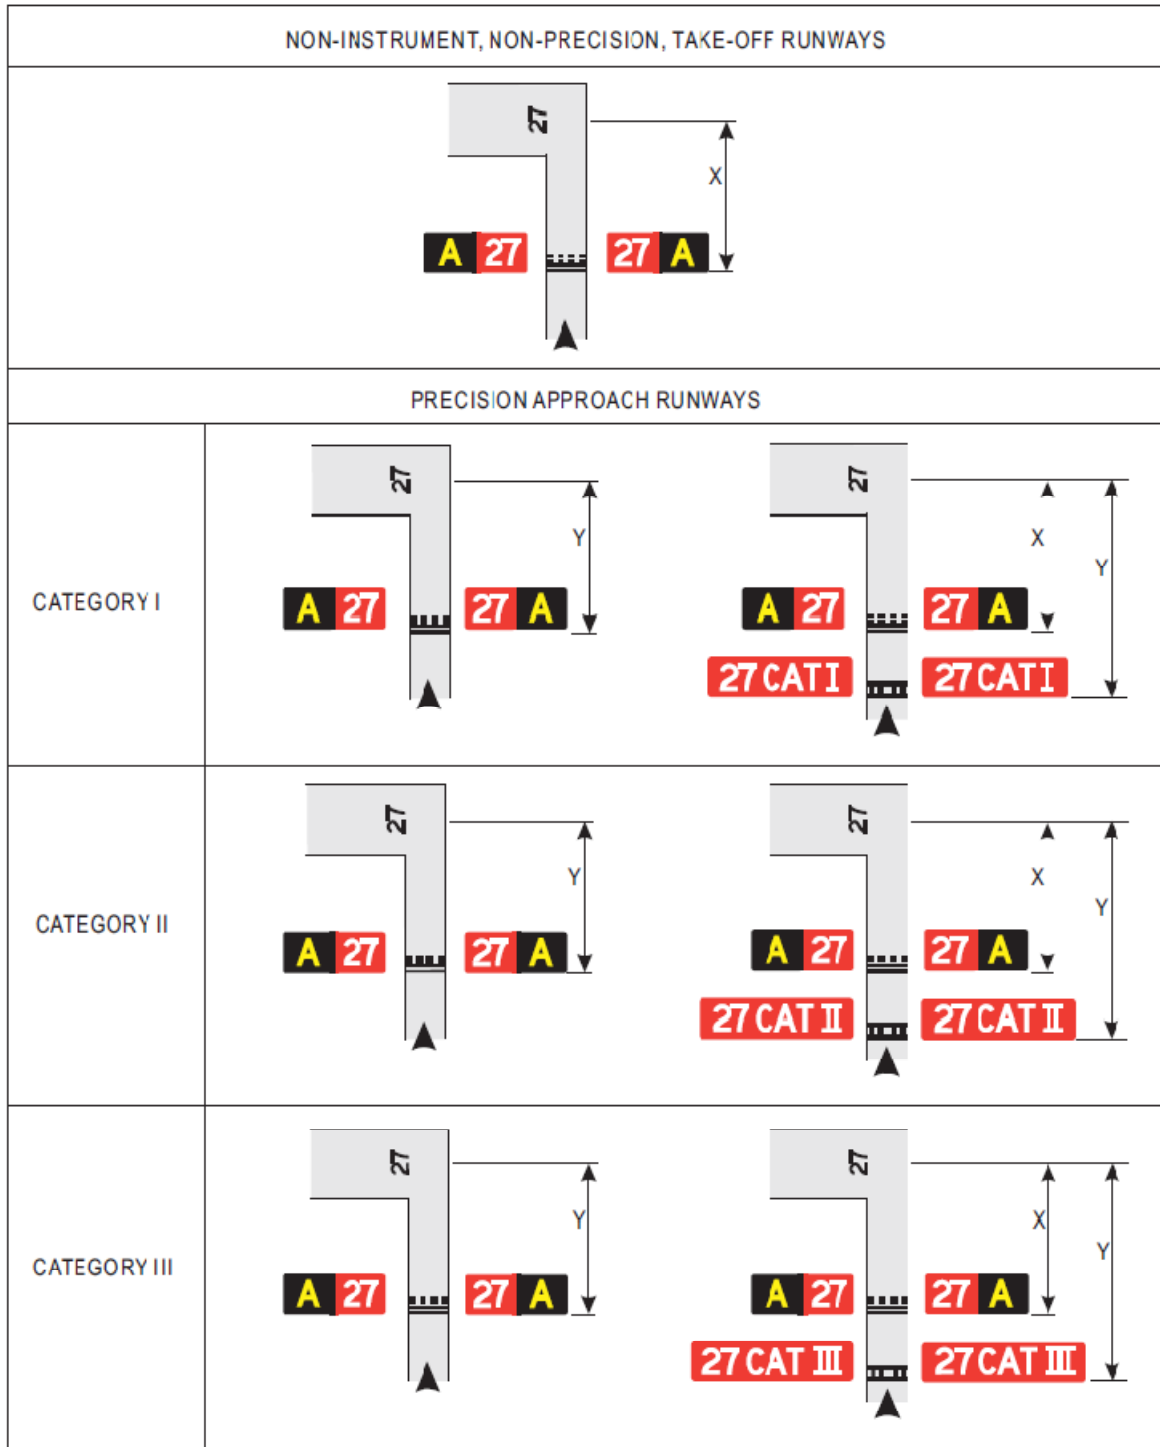 NON-INSTRUMENT, NON-PRECISION, TAKE-OFF RUNWAYS
27
X
A 27 27 A
PRECISION APPROACH RUNWAYS
CATEGORY I
27
Y
A 27 27 A
27
X
Y
A 27 27 A
27 CAT I 27 CAT I
CATEGORY II
27
Y
A 27 27 A
27
X
Y
A 27 27 A
27 CAT II 27 CAT II
CATEGORY III
27
Y
A 27 27 A
27
X
Y
A 27 27 A
27 CAT III 27 CAT III